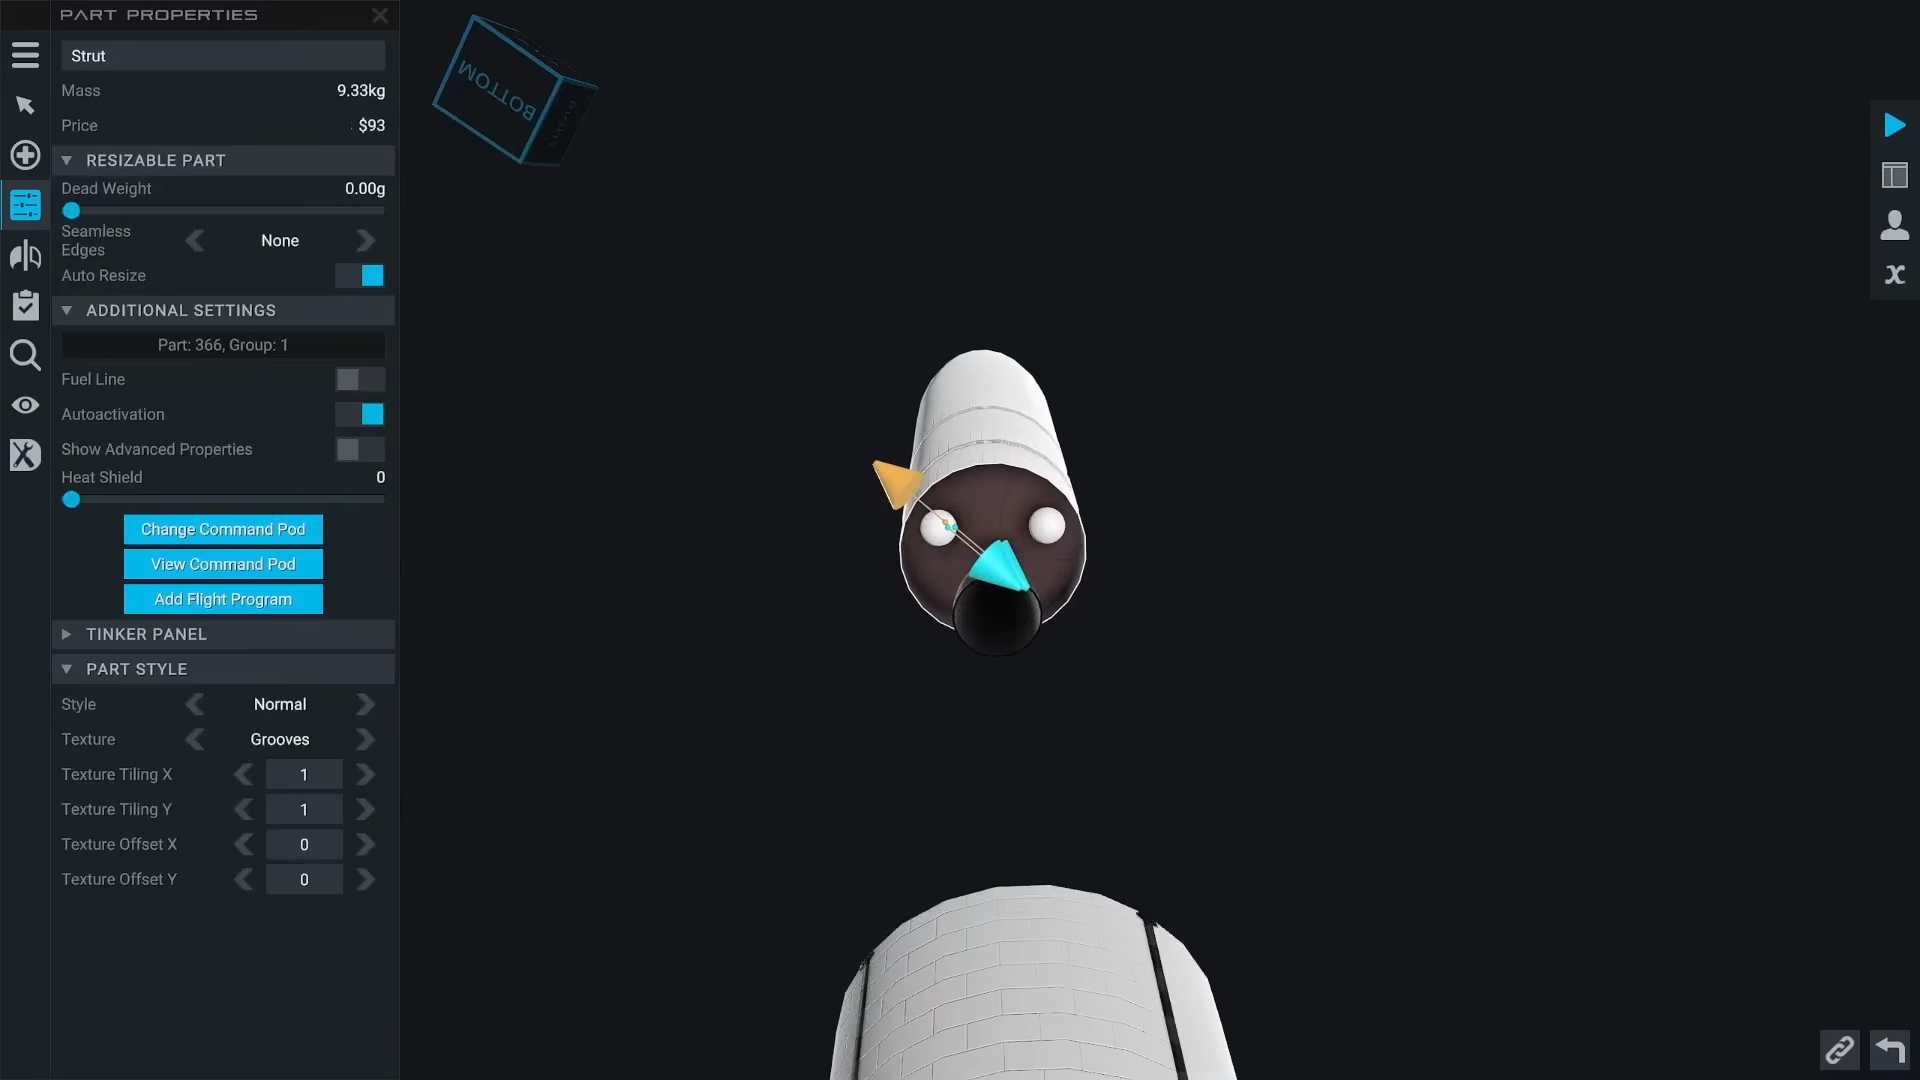 PART PROPERTIES
Strut
Mass 9.33kg
Price $93
RESIZABLE PART
Dead Weight 0.00g
Seamless Edges None
Auto Resize
ADDITIONAL SETTINGS
Part: 366, Group: 1
Fuel Line
Autoactivation
Show Advanced Properties
Heat Shield 0
Change Command Pod
View Command Pod
Add Flight Program
TINKER PANEL
PART STYLE
Style Normal
Texture Grooves
Texture Tiling X 1
Texture Tiling Y 1
Texture Offset X 0
Texture Offset Y 0
BOTTOM
x